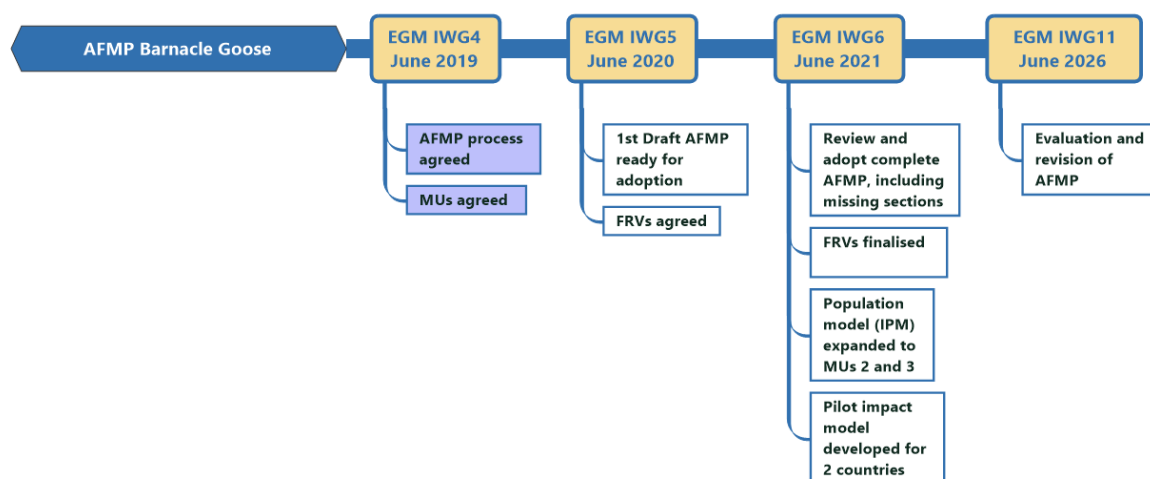 AFMP Barnacle Goose
EGM IWG4
June 2019
AFMP process
agreed
MUs agreed
EGM IWG5
June 2020
1st Draft AFMP
ready for
adoption
FRVs agreed
EGM IWG6
June 2021
Review and
adopt complete
AFMP, including
missing sections
FRVs finalised
Population
model (IPM)
expanded to
MUs 2 and 3
Pilot impact
model
developed for
2 countries
EGM IWG11
June 2026
Evaluation and
revision of
AFMP